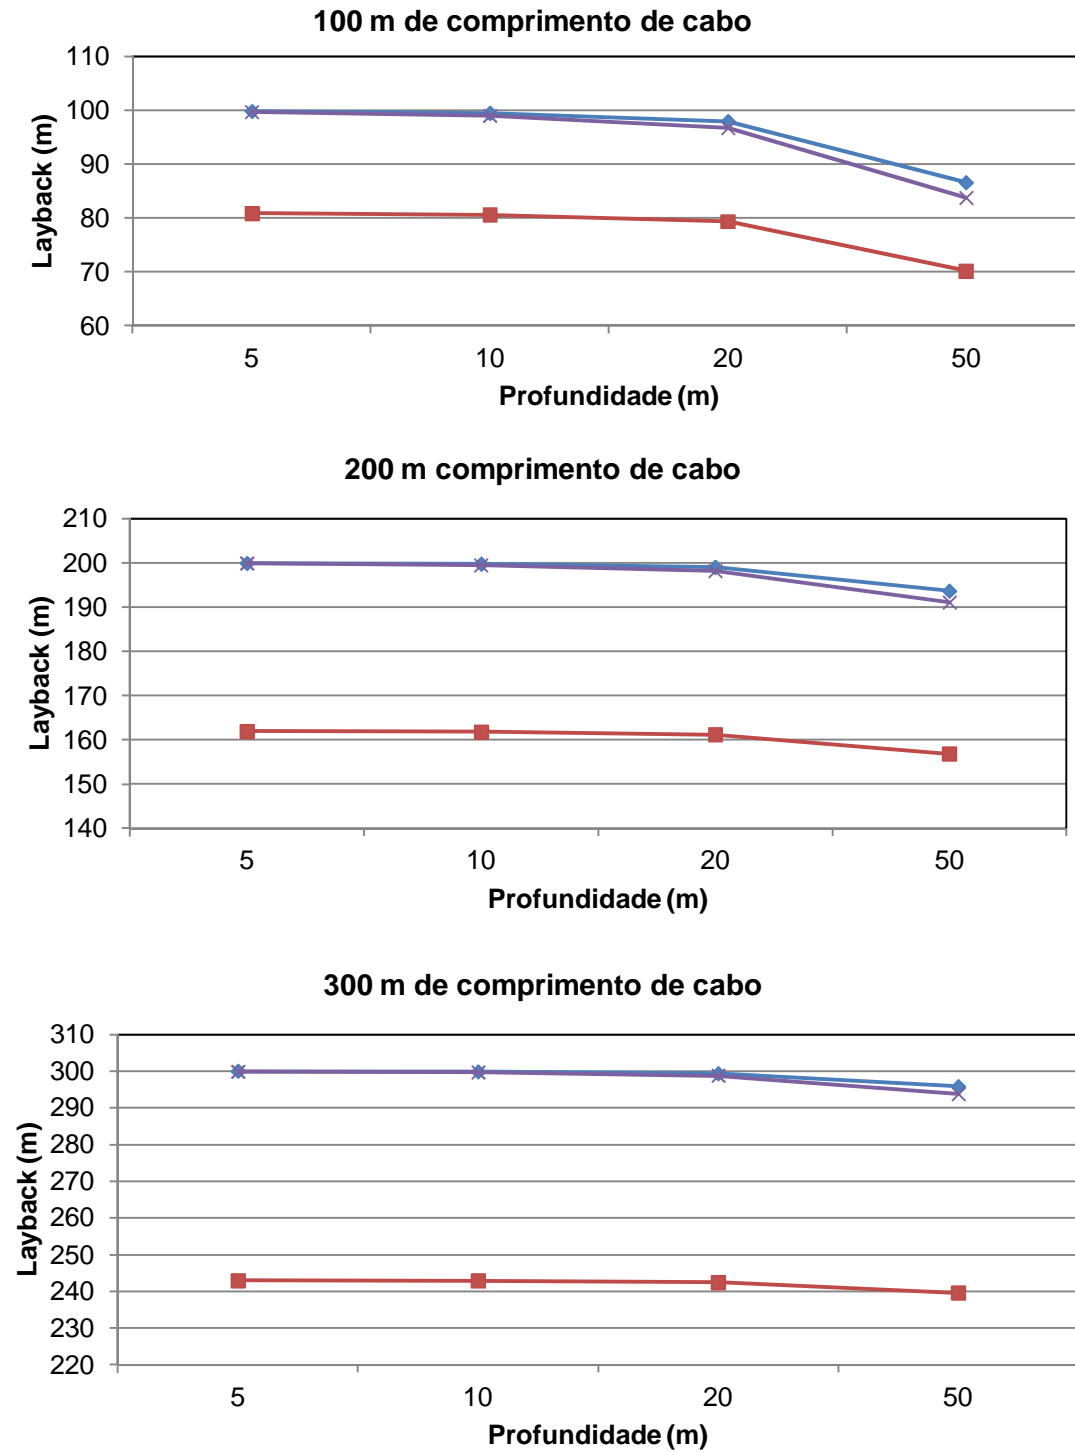 100 m de comprimento de cabo
110
100
90
80
70
60
Layback (m)
5 10 20 50
Profundidade (m)
200 m comprimento de cabo
210
200
190
180
170
160
150
140
Layback (m)
5 10 20 50
Profundidade (m)
300 m de comprimento de cabo
310
300
290
280
270
260
250
240
230
220
Layback (m)
5 10 20 50
Profundidade (m)